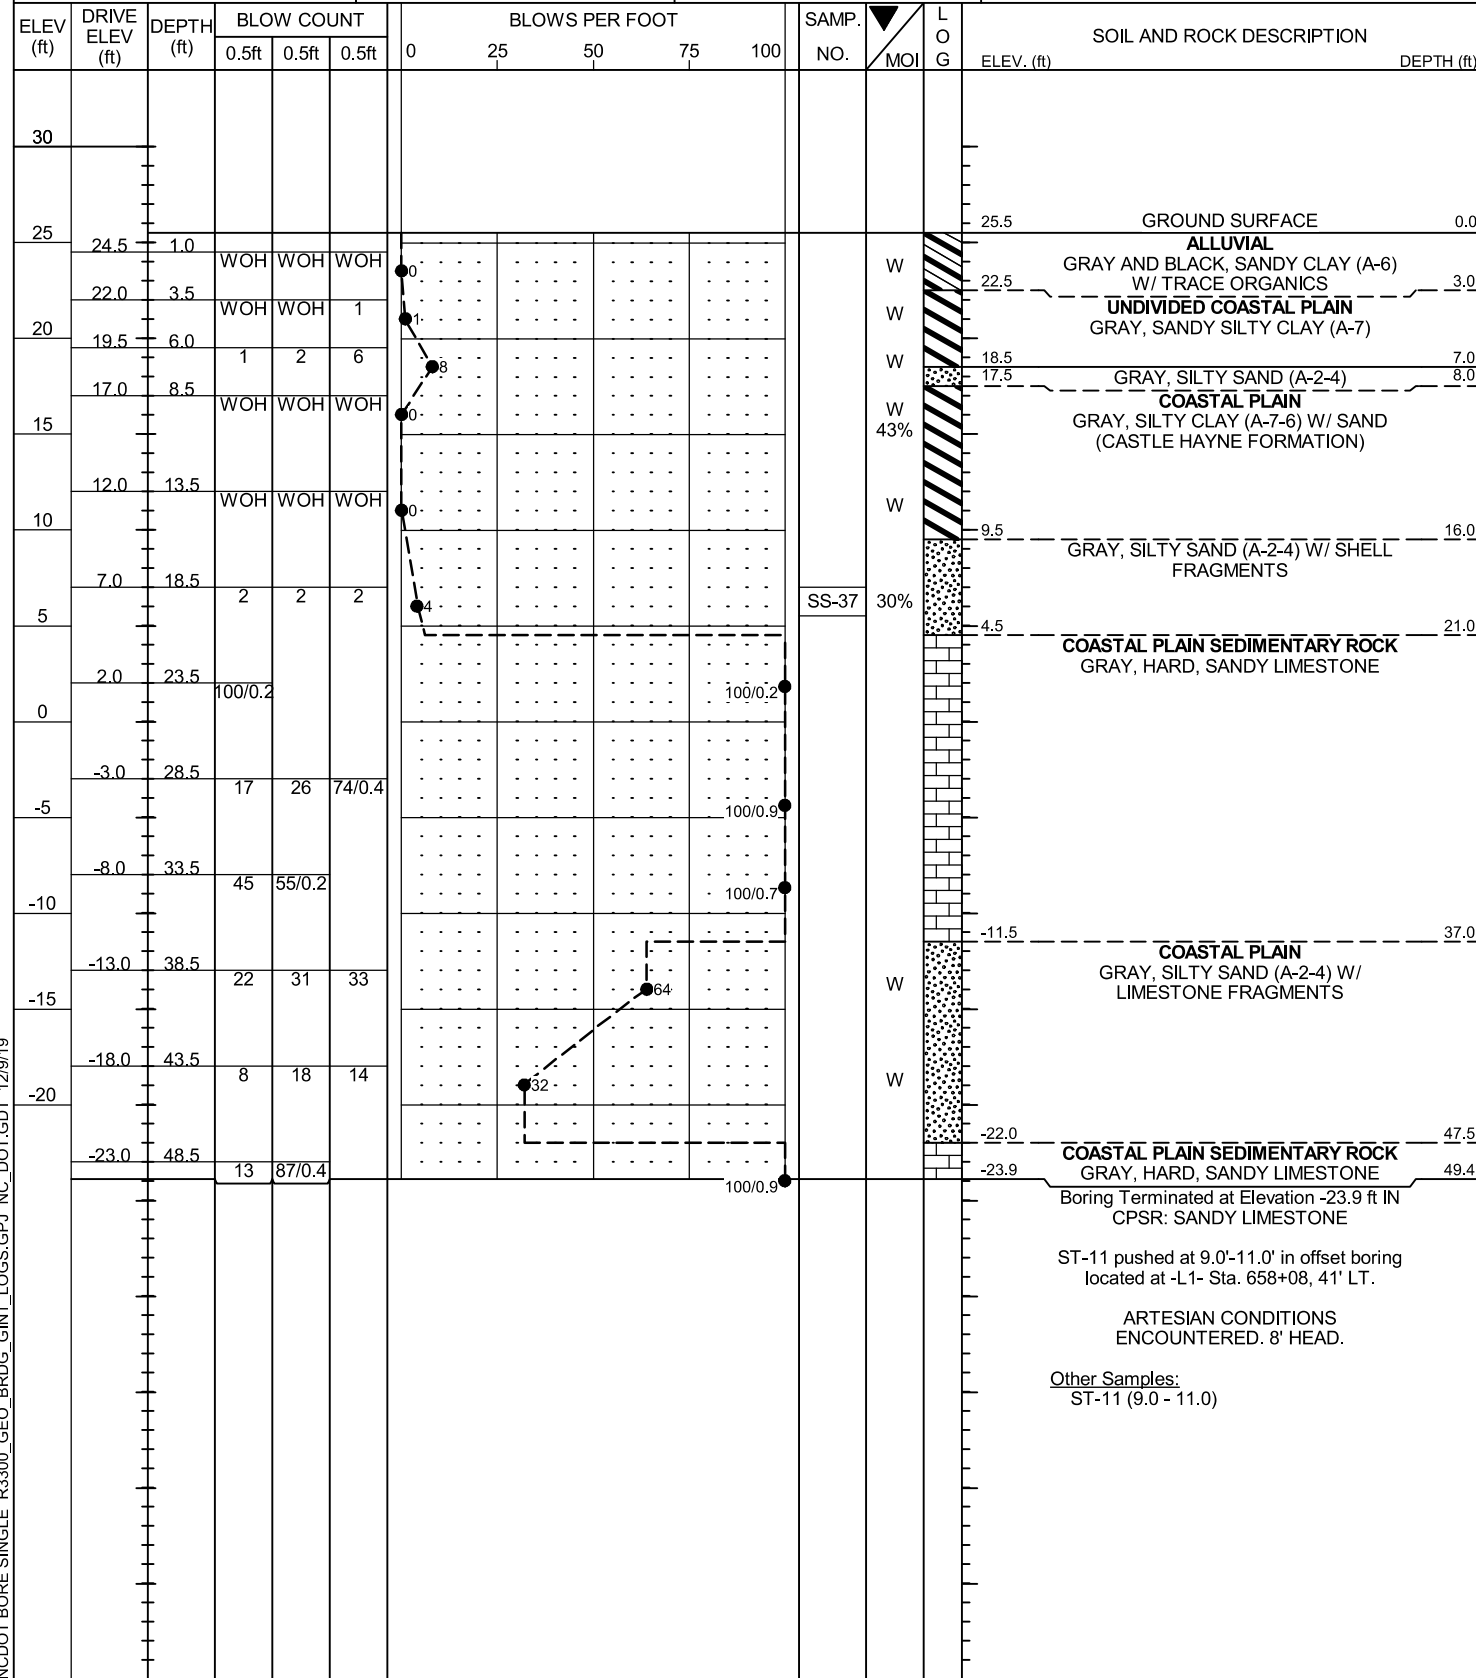 ELEV (ft) DRIVE ELEV (ft) DEPTH (ft) BLOW COUNT BLOWS PER FOOT SAMP. NO. MOI LOG SOIL AND ROCK DESCRIPTION
0.5ft 0.5ft 0.5ft 0 25 50 75 100 ELEV. (ft) DEPTH (ft)
30
25.5 GROUND SURFACE 0.0
25
24.5 1.0 ALLUVIAL
WOH WOH WOH 0 W GRAY AND BLACK, SANDY CLAY (A-6)
22.5 W/ TRACE ORGANICS 3.0
22.0 3.5
WOH WOH 1 1 W UNDIVIDED COASTAL PLAIN
20 GRAY, SANDY SILTY CLAY (A-7)
19.5 6.0
1 2 6 8 W 18.5 7.0
17.5 GRAY, SILTY SAND (A-2-4) 8.0
17.0 8.5
WOH WOH WOH 0 W COASTAL PLAIN
15 43% GRAY, SILTY CLAY (A-7-6) W/ SAND
(CASTLE HAYNE FORMATION)
12.0 13.5
WOH WOH WOH 0 W
10
9.5 16.0
GRAY, SILTY SAND (A-2-4) W/ SHELL
FRAGMENTS
7.0 18.5
2 2 2 4 SS-37 30%
5
4.5 21.0
COASTAL PLAIN SEDIMENTARY ROCK
GRAY, HARD, SANDY LIMESTONE
2.0 23.5
100/0.2 100/0.2
0
-3.0 28.5
17 26 74/0.4
-5 100/0.9
-8.0 33.5
45 55/0.2 100/0.7
-10
-11.5 37.0
COASTAL PLAIN
-13.0 38.5
22 31 33 64 W GRAY, SILTY SAND (A-2-4) W/
LIMESTONE FRAGMENTS
-15
-18.0 43.5
8 18 14 32 W
-20
-22.0 47.5
-23.0 48.5 COASTAL PLAIN SEDIMENTARY ROCK
13 87/0.4 100/0.9 -23.9 GRAY, HARD, SANDY LIMESTONE 49.4
Boring Terminated at Elevation -23.9 ft IN
CPSR: SANDY LIMESTONE
ST-11 pushed at 9.0'-11.0' in offset boring
located at -L1- Sta. 658+08, 41' LT.
ARTESIAN CONDITIONS
ENCOUNTERED. 8' HEAD.
Other Samples:
ST-11 (9.0 - 11.0)
NCDOT BORE SINGLE R3300_GEO_BRDG_GINT_LOGS.GPJ NC_DOT.GDT 12/9/19